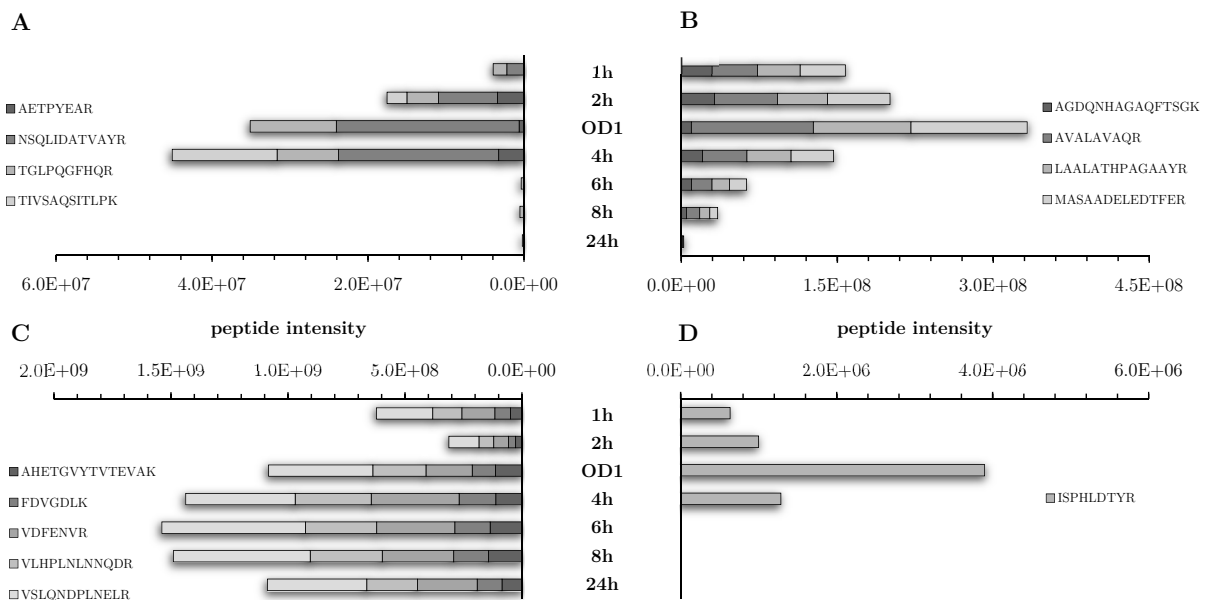 A
B
1h
2h
OD1
4h
6h
8h
24h
AETPYEAR
NSQLIDATVAYR
TGLPQGFHQR
TIVSAQSITLPK
AGDQNHAGAQFTSGK
AVALAVAQR
LAALATHPAGAAYR
MASAADELEDTFER
6.0E+07 4.0E+07 2.0E+07 0.0E+00
0.0E+00 1.5E+08 3.0E+08 4.5E+08
peptide intensity
peptide intensity
C
D
2.0E+09 1.5E+09 1.0E+09 5.0E+08 0.0E+00
0.0E+00 2.0E+06 4.0E+06 6.0E+06
1h
2h
OD1
4h
6h
8h
24h
AHETGVYTVTEVAK
FDVGDLK
VDFENVR
VLHPLNLNNQDR
VSLQNDPLNELR
ISPHLDTYR